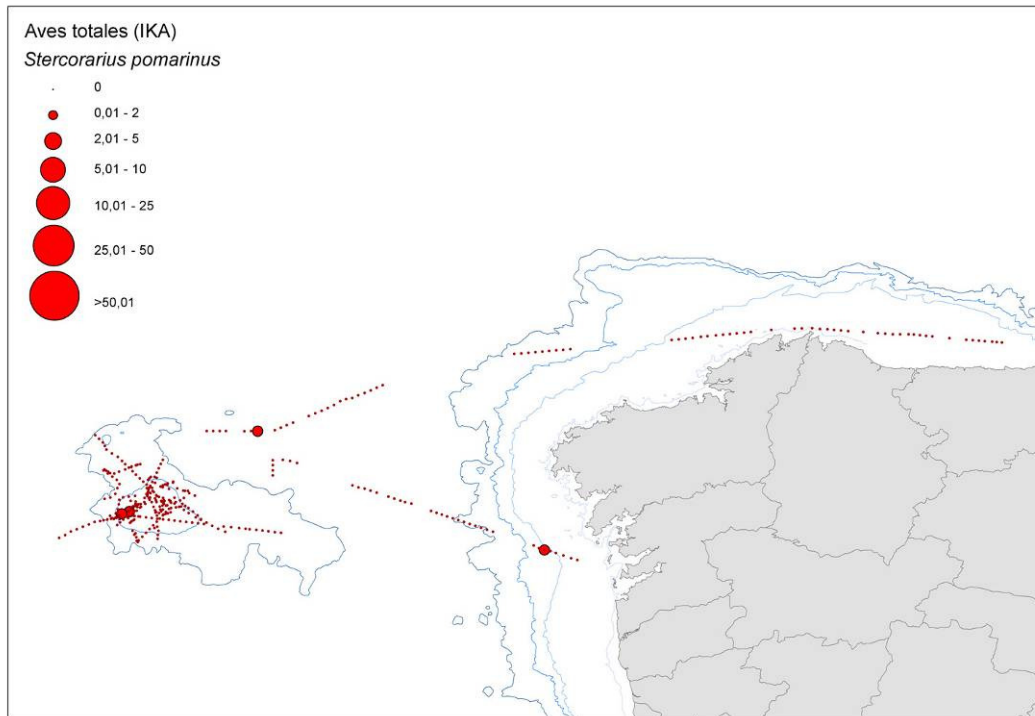 Aves totales (IKA)
Stercorarius pomarinus
0
0,01 - 2
2,01 - 5
5,01 - 10
10,01 - 25
25,01 - 50
>50,01